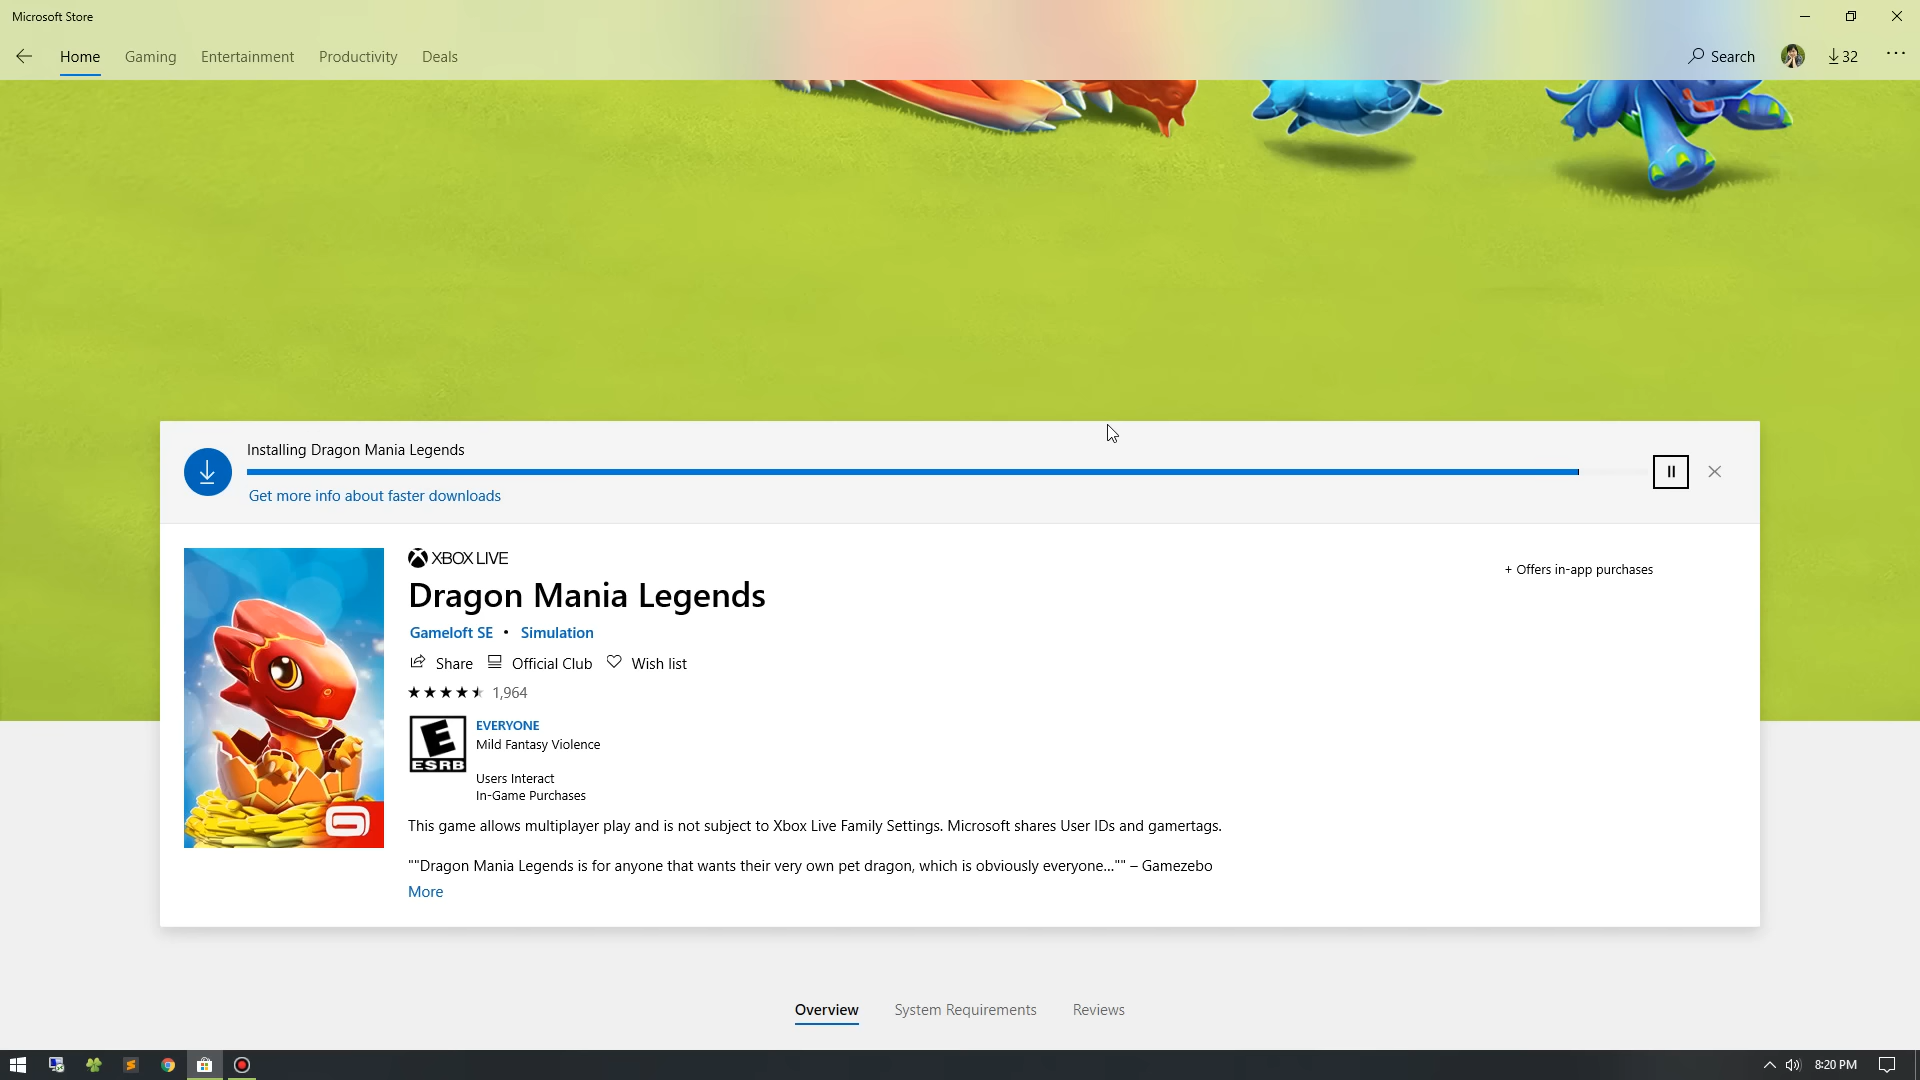 Microsoft Store
Home Gaming Entertainment Productivity Deals Search 32
Installing Dragon Mania Legends
Get more info about faster downloads
XBOX LIVE
+ Offers in-app purchases
Dragon Mania Legends
Gameloft SE • Simulation
Share Official Club Wish list
1,964
E
ESRB
EVERYONE
Mild Fantasy Violence
Users Interact
In-Game Purchases
This game allows multiplayer play and is not subject to Xbox Live Family Settings. Microsoft shares User IDs and gamertags.
""Dragon Mania Legends is for anyone that wants their very own pet dragon, which is obviously everyone..."" – Gamezebo
More
Overview System Requirements Reviews
8:20 PM